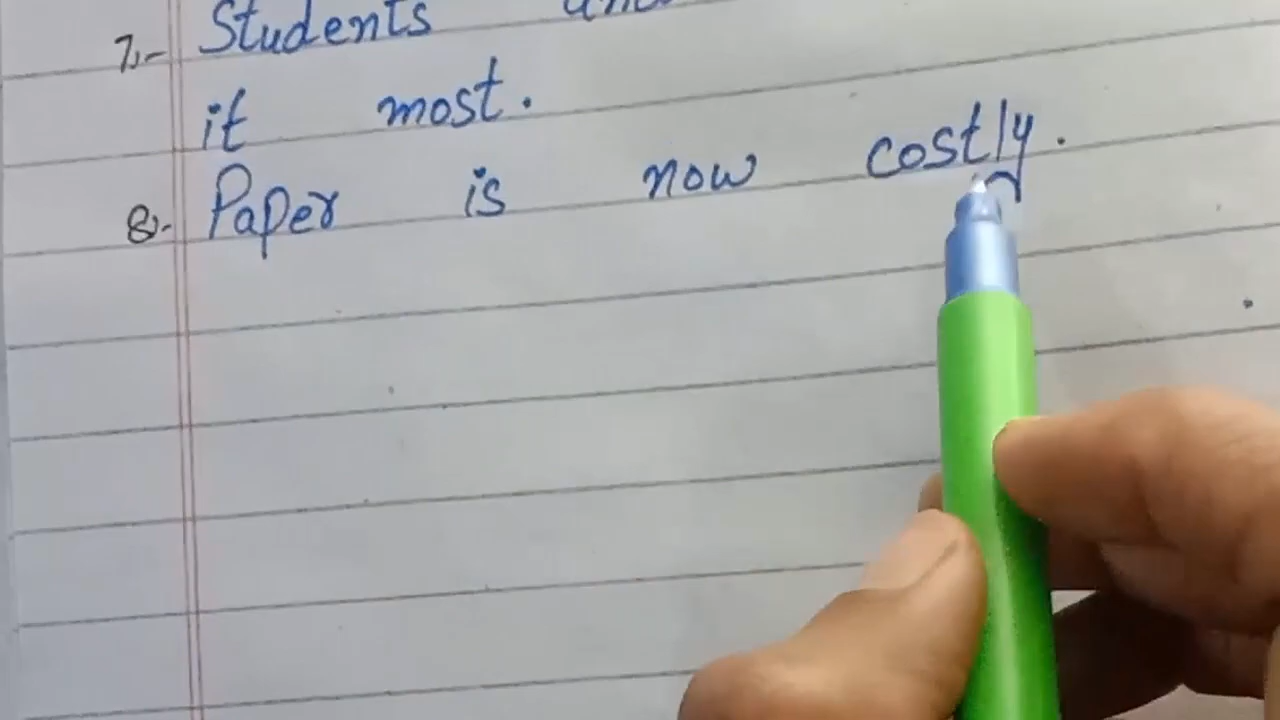 7.- Students
it most.
8.- Paper is now costly.